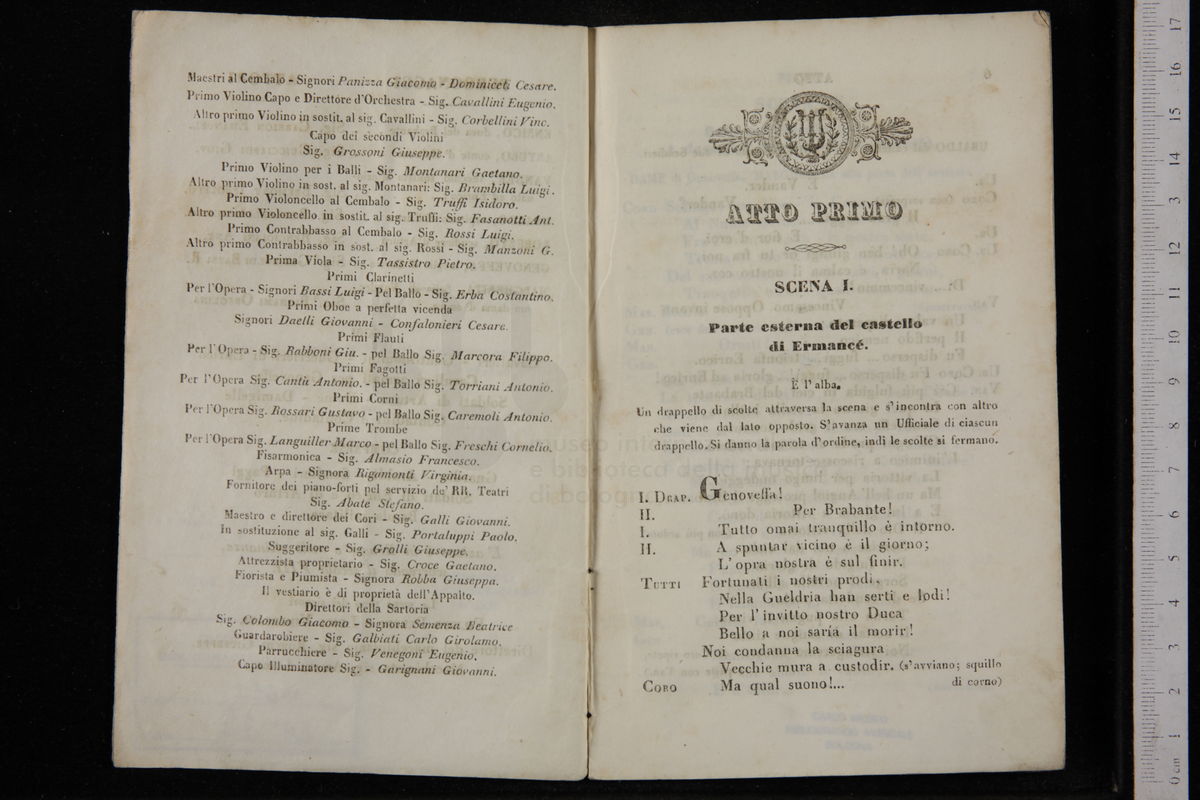 Maestri al Cembalo - Signori Panizza Giacomo - Dominiceti Cesare.
Primo Violino Capo e Direttore d'Orchestra - Sig. Cavallini Eugenio.
Altro primo Violino in sostit. al sig. Cavallini - Sig. Corbellini Vinc.
Capo dei secondi Violini
Sig. Grossoni Giuseppe.
Primo Violino per i Balli - Sig. Montanari Gaetano.
Altro primo Violino in sost. al sig. Montanari: Sig. Brambilla Luigi.
Primo Violoncello al Cembalo - Sig. Truffi Isidoro.
Altro primo Violoncello in sostit. al sig. Truffi: Sig. Fasanotti Ant.
Primo Contrabbasso al Cembalo - Sig. Rossi Luigi.
Altro primo Contrabbasso in sost. al sig. Rossi - Sig. Manzoni G.
Prima Viola - Sig. Tassistro Pietro.
Primi Clarinetti
Per l'Opera - Signori Bassi Luigi - Pel Ballo - Sig. Erba Costantino.
Primi Oboe a perfetta vicenda
Signori Daelli Giovanni - Confalonieri Cesare.
Primi Flauti
Per l'Opera - Sig. Rabboni Giu. - pel Ballo Sig. Marcora Filippo.
Primi Fagotti
Per l'Opera Sig. Cantù Antonio. - pel Ballo Sig. Torriani Antonio.
Primi Corni
Per l'Opera Sig. Rossari Gustavo - pel Ballo Sig. Caremoli Antonio.
Prime Trombe
Per l'Opera Sig. Languiller Marco - pel Ballo Sig. Freschi Cornelio.
Fisarmonica - Sig. Almasio Francesco.
Arpa - Signora Rigamonti Virginia.
Fornitore dei piano-forti pel servizio de' RR. Teatri
Sig. Abate Stefano.
Maestro e direttore dei Cori - Sig. Galli Giovanni.
In sostituzione al sig. Galli - Sig. Portaluppi Paolo.
Suggeritore - Sig. Grolli Giuseppe.
Attrezzista proprietario - Sig. Croce Gaetano.
Fiorista e Piumista - Signora Robba Giuseppa.
Il vestiario è di proprietà dell'Appalto.
Direttori della Sartoria
Sig. Colombo Giacomo - Signora Semenza Beatrice
Guardarobiere - Sig. Galbiati Carlo Girolamo.
Parrucchiere - Sig. Venegoni Eugenio.
Capo Illuminatore Sig. - Garignani Giovanni.
ATTO PRIMO
SCENA I.
Parte esterna del castello
di Ermancé.
È l'alba.
Un drappello di scolte attraversa la scena e s'incontra con altro
che viene dal lato opposto. S'avanza un Ufficiale di ciascun
drappello. Si danno la parola d'ordine, indi le scolte si fermano.
I. DRAP. Genoveffa!
II. Per Brabante!
I. Tutto omai tranquillo è intorno.
II. A spuntar vicino è il giorno;
L'opra nostra è sul finir.
TUTTI Fortunati i nostri prodi,
Nella Gueldria han serti e lodi!
Per l'invitto nostro Duca
Bello a noi saría il morir!
Noi condanna la sciagura
Vecchie mura a custodir. (s'avviano; squillo
CORO Ma qual suono!... di corno)